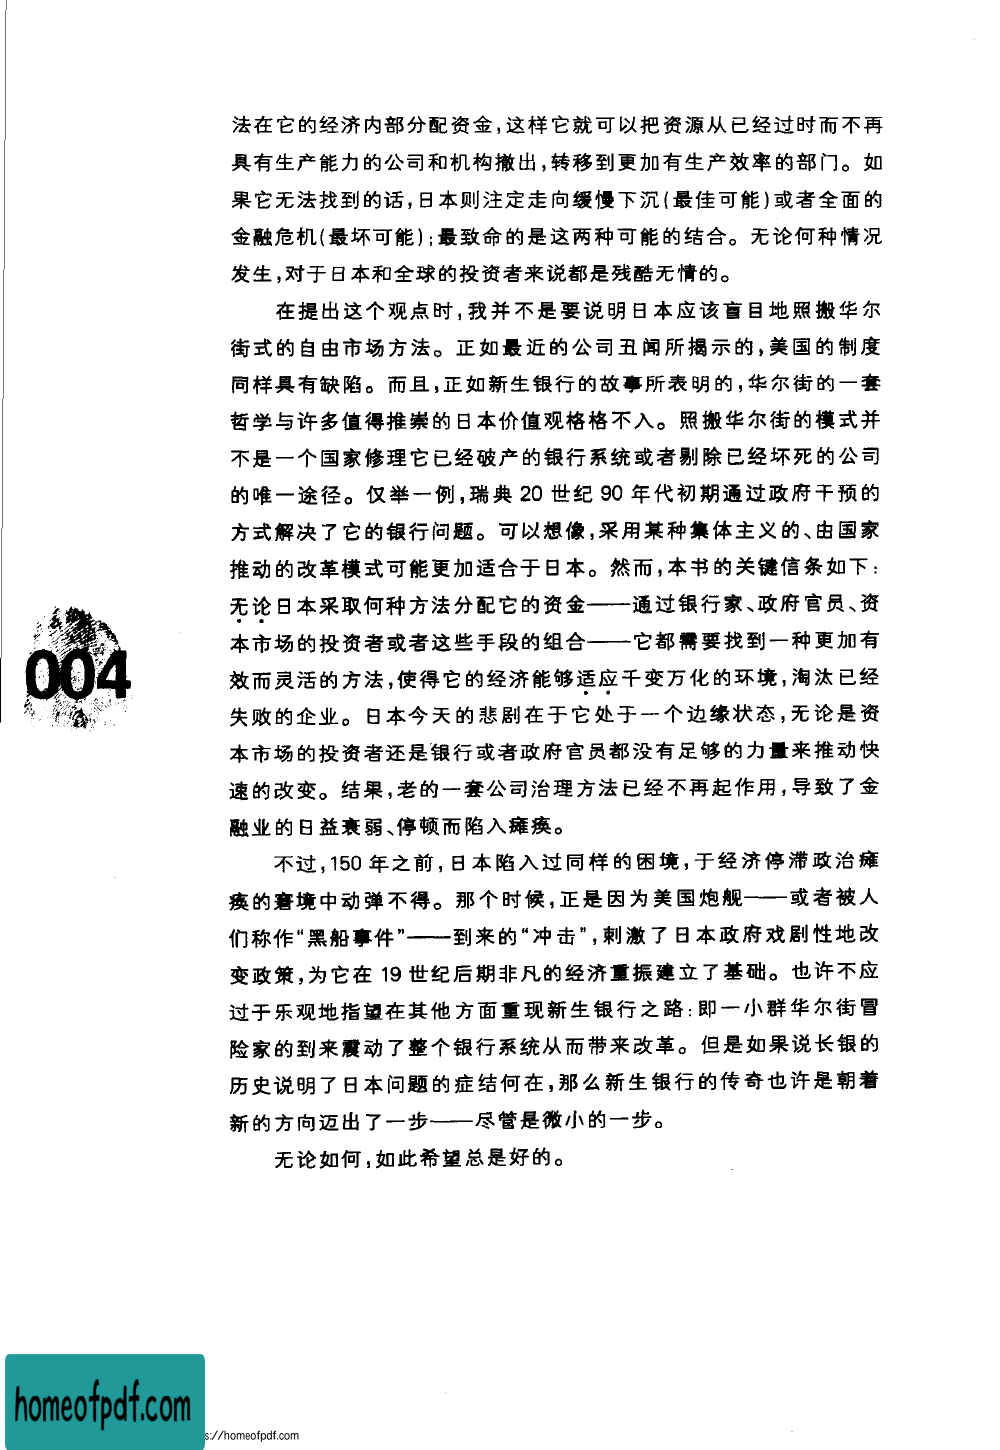 法在它的经济内部分配资金,这样它就可以把资源从已经过时而不再
具有生产能力的公司和机构撤出,转移到更加有生产效率的部门。如
果它无法找到的话,日本则注定走向缓慢下沉(最佳可能)或者全面的
金融危机(最坏可能);最致命的是这两种可能的结合。无论何种情况
发生,对于日本和全球的投资者来说都是残酷无情的。
在提出这个观点时,我并不是要说明日本应该盲目地照搬华尔
街式的自由市场方法。正如最近的公司丑闻所揭示的,美国的制度
同样具有缺陷。而且,正如新生银行的故事所表明的,华尔街的一套
哲学与许多值得推崇的日本价值观格格不入。照搬华尔街的模式并
不是一个国家修理它已经破产的银行系统或者剔除已经坏死的公司
的唯一途径。仅举一例,瑞典 20 世纪 90 年代初期通过政府干预的
方式解决了它的银行问题。可以想像,采用某种集体主义的、由国家
推动的改革模式可能更加适合于日本。然而,本书的关键信条如下:
无论日本采取何种方法分配它的资金——通过银行家、政府官员、资
本市场的投资者或者这些手段的组合——它都需要找到一种更加有
004
效而灵活的方法,使得它的经济能够适应千变万化的环境,淘汰已经
失败的企业。日本今天的悲剧在于它处于一个边缘状态,无论是资
本市场的投资者还是银行或者政府官员都没有足够的力量来推动快
速的改变。结果,老的一套公司治理方法已经不再起作用,导致了金
融业的日益衰弱、停顿而陷入瘫痪。
不过,150 年之前,日本陷入过同样的困境,于经济停滞政治瘫
痪的窘境中动弹不得。那个时候,正是因为美国炮舰——或者被人
们称作“黑船事件”——到来的“冲击”,刺激了日本政府戏剧性地改
变政策,为它在 19 世纪后期非凡的经济重振建立了基础。也许不应
过于乐观地指望在其他方面重现新生银行之路:即一小群华尔街冒
险家的到来震动了整个银行系统从而带来改革。但是如果说长银的
历史说明了日本问题的症结何在,那么新生银行的传奇也许是朝着
新的方向迈出了一步——尽管是微小的一步。
无论如何,如此希望总是好的。
homeofpdf.com
s://homeofpdf.com